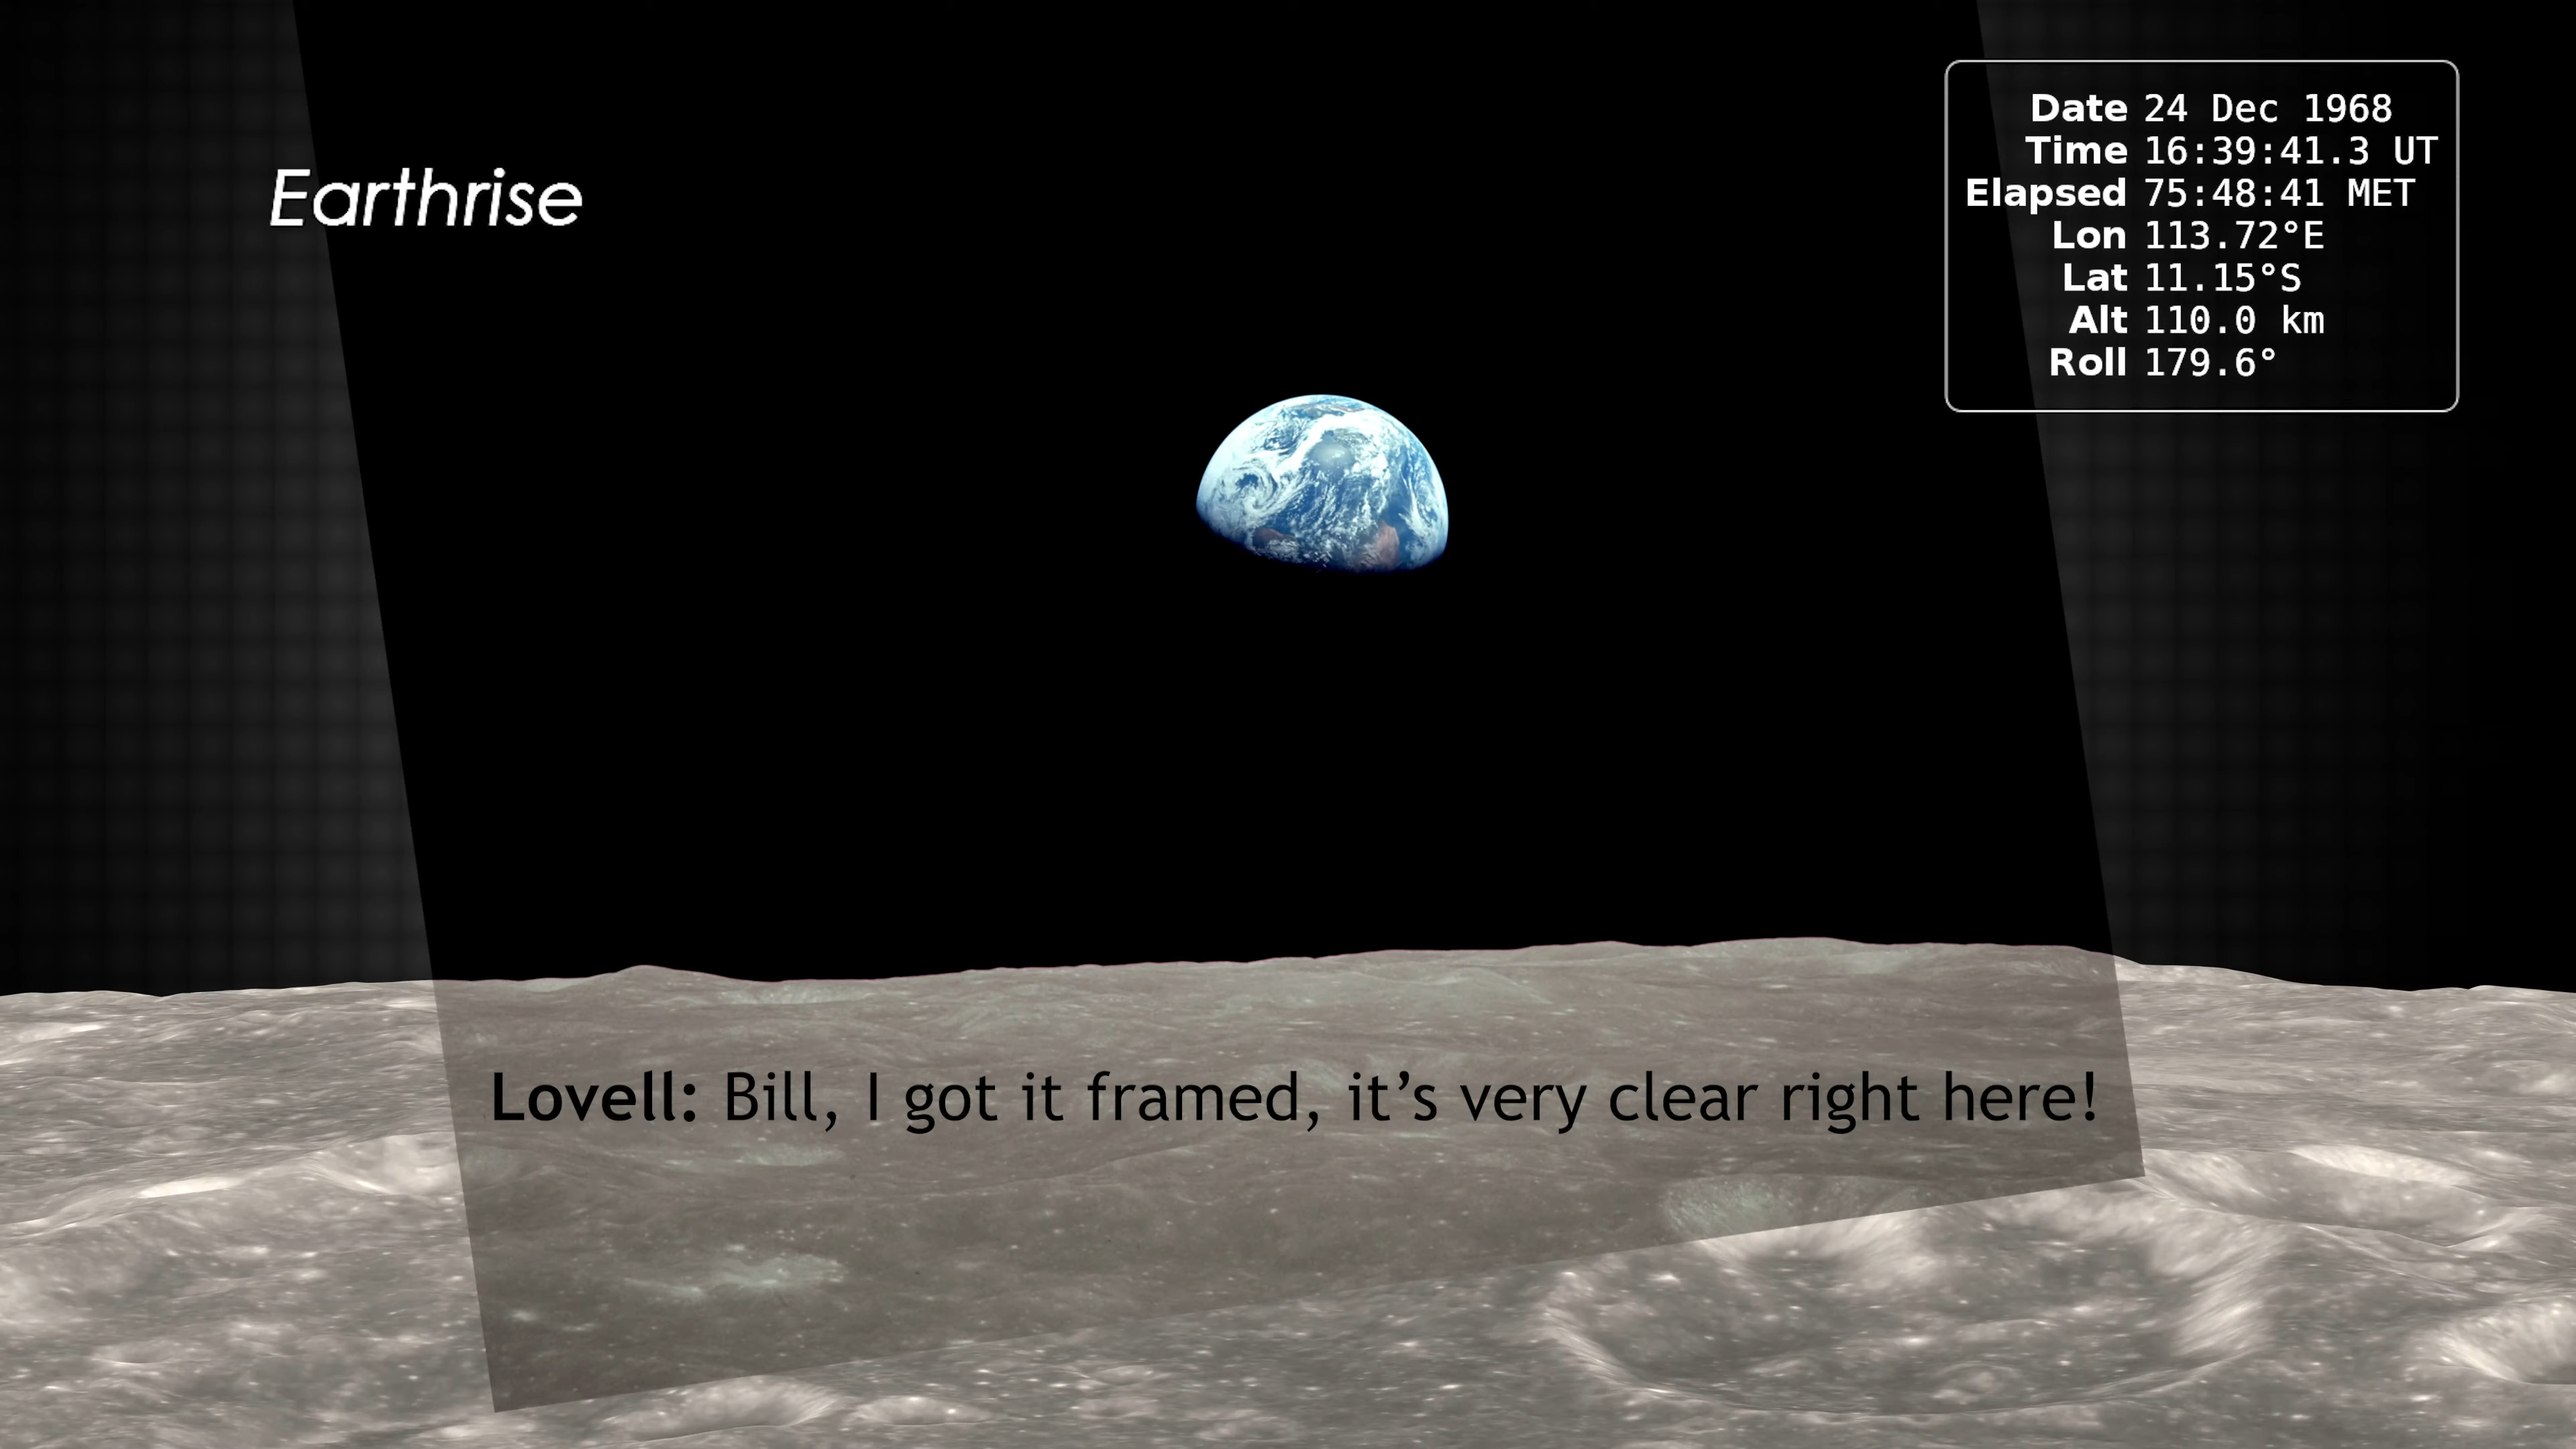 Earthrise
Date 24 Dec 1968
Time 16:39:41.3 UT
Elapsed 75:48:41 MET
Lon 113.72°E
Lat 11.15°S
Alt 110.0 km
Roll 179.6°
Lovell: Bill, I got it framed, it’s very clear right here!